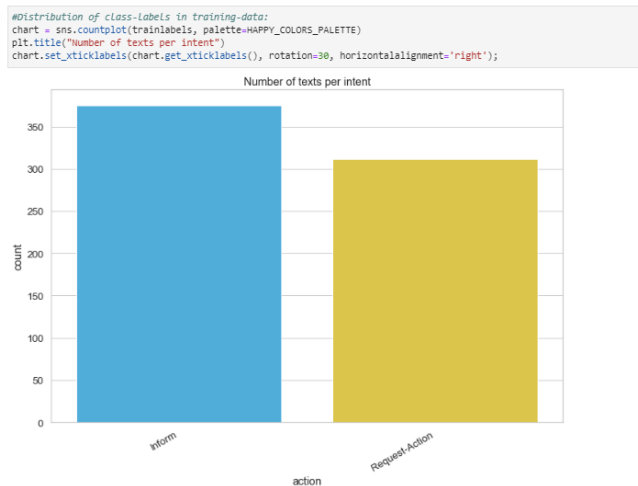 #Distribution of class-labels in training-data:
chart = sns.countplot(trainlabels, palette=HAPPY_COLORS_PALETTE)
plt.title("Number of texts per intent")
chart.set_xticklabels(chart.get_xticklabels(), rotation=30, horizontalalignment='right');
Number of texts per intent
350
300
250
200
150
100
50
0
count
Inform
Request-Action
action